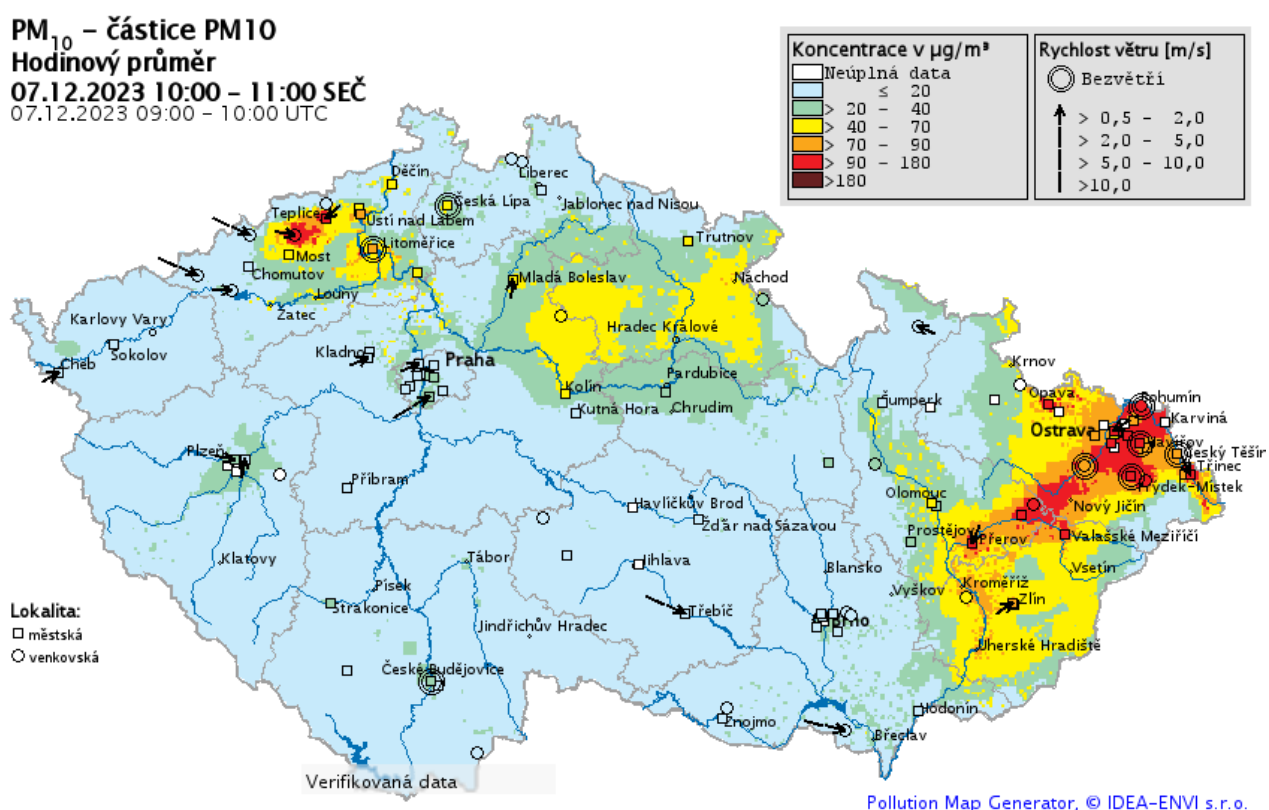 PM10 – částice PM10
Hodinový průměr
07.12.2023 10:00 – 11:00 SEČ
07.12.2023 09:00 – 10:00 UTC
Koncentrace v µg/m³
Neúplná data
≤ 20
> 20 - 40
> 40 - 70
> 70 - 90
> 90 - 180
>180
Rychlost větru [m/s]
Bezvětří
> 0,5 - 2,0
> 2,0 - 5,0
> 5,0 - 10,0
>10,0
Děčín
Liberec
Česká Lípa
Jablonec nad Nisou
Teplice
Ústí nad Labem
Litoměřice
Trutnov
Most
Chomutov
Mladá Boleslav
Náchod
Louny
Žatec
Karlovy Vary
Hradec Králové
Sokolov
Kladno
Praha
Cheb
Krnov
Pardubice
Kolín
Opava
Bohumín
Šumperk
Kutná Hora
Chrudim
Karviná
Ostrava
Havířov
Plzeň
Český Těšín
Třinec
Příbram
Frýdek-Místek
Olomouc
Havlíčkův Brod
Nový Jičín
Žďár nad Sázavou
Prostějov
Přerov
Valašské Meziříčí
Klatovy
Tábor
Jihlava
Blansko
Vsetín
Písek
Vyškov
Kroměříž
Strakonice
Zlín
Třebíč
Lokalita:
městská
venkovská
Jindřichův Hradec
Brno
Uherské Hradiště
České Budějovice
Znojmo
Hodonín
Břeclav
Verifikovaná data
Pollution Map Generator, © IDEA-ENVI s.r.o.